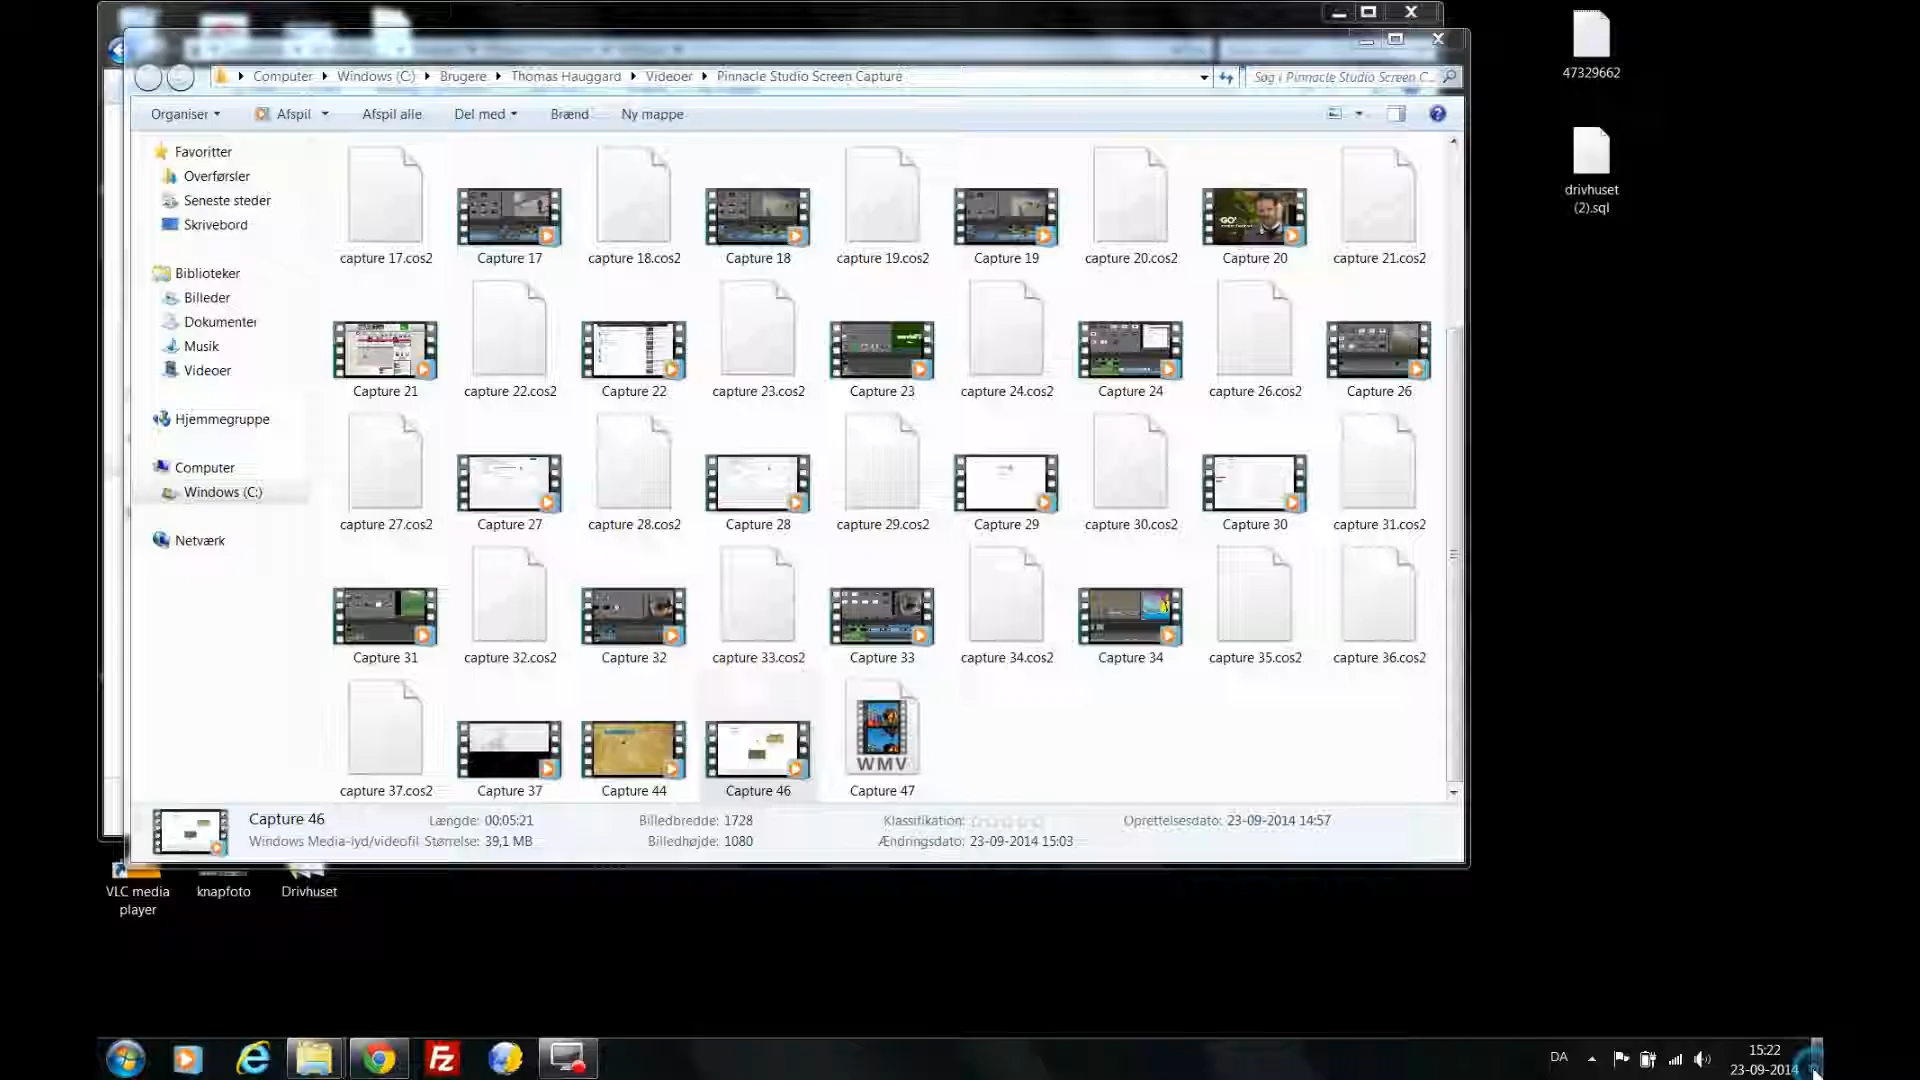 Computer Windows (C:) Brugere Thomas Hauggard Videoer Pinnacle Studio Screen Capture
Søg i Pinnacle Studio Screen C...
Organiser Afspil Afspil alle Del med Brænd Ny mappe
Favoritter
Overførsler
Seneste steder
Skrivebord
Biblioteker
Billeder
Dokumenter
Musik
Videoer
Hjemmegruppe
Computer
Windows (C:)
Netværk
capture 17.cos2 Capture 17 capture 18.cos2 Capture 18 capture 19.cos2 Capture 19 capture 20.cos2 Capture 20 capture 21.cos2
Capture 21 capture 22.cos2 Capture 22 capture 23.cos2 Capture 23 capture 24.cos2 Capture 24 capture 26.cos2 Capture 26
capture 27.cos2 Capture 27 capture 28.cos2 Capture 28 capture 29.cos2 Capture 29 capture 30.cos2 Capture 30 capture 31.cos2
Capture 31 capture 32.cos2 Capture 32 capture 33.cos2 Capture 33 capture 34.cos2 Capture 34 capture 35.cos2 capture 36.cos2
WMV
capture 37.cos2 Capture 37 Capture 44 Capture 46 Capture 47
Capture 46 Længde: 00:05:21 Billedbredde: 1728 Klassifikation: Oprettelsesdato: 23-09-2014 14:57
Windows Media-lyd/videofil Størrelse: 39,1 MB Billedhøjde: 1080 Ændringsdato: 23-09-2014 15:03
47329662
drivhuset
(2).sql
VLC media
player
knapfoto
Drivhuset
DA
15:22
23-09-2014